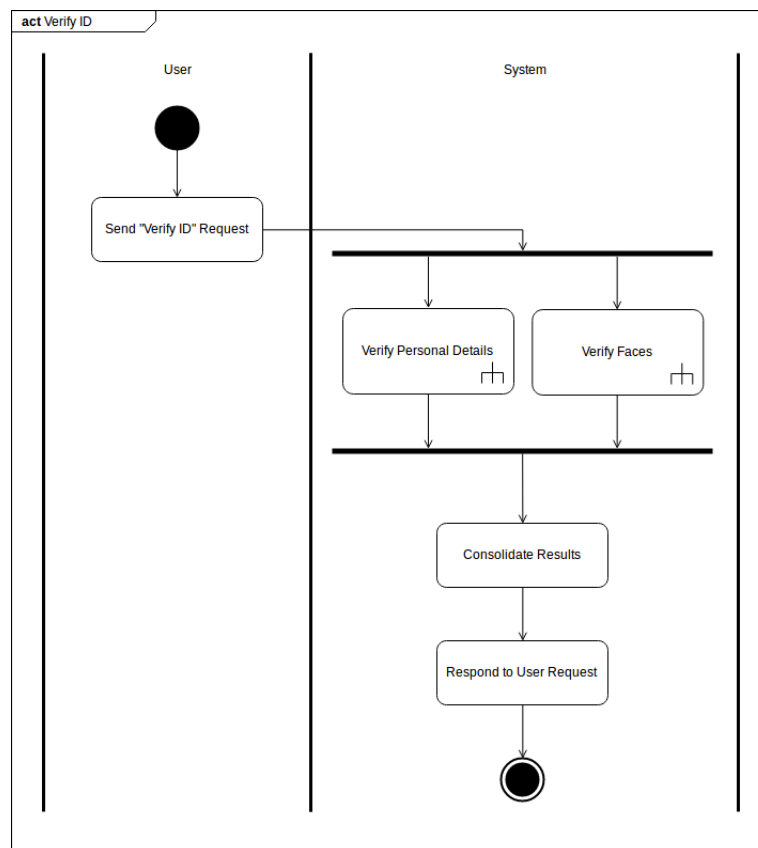 act Verify ID
User
System
Send "Verify ID" Request
Verify Personal Details
Verify Faces
Consolidate Results
Respond to User Request